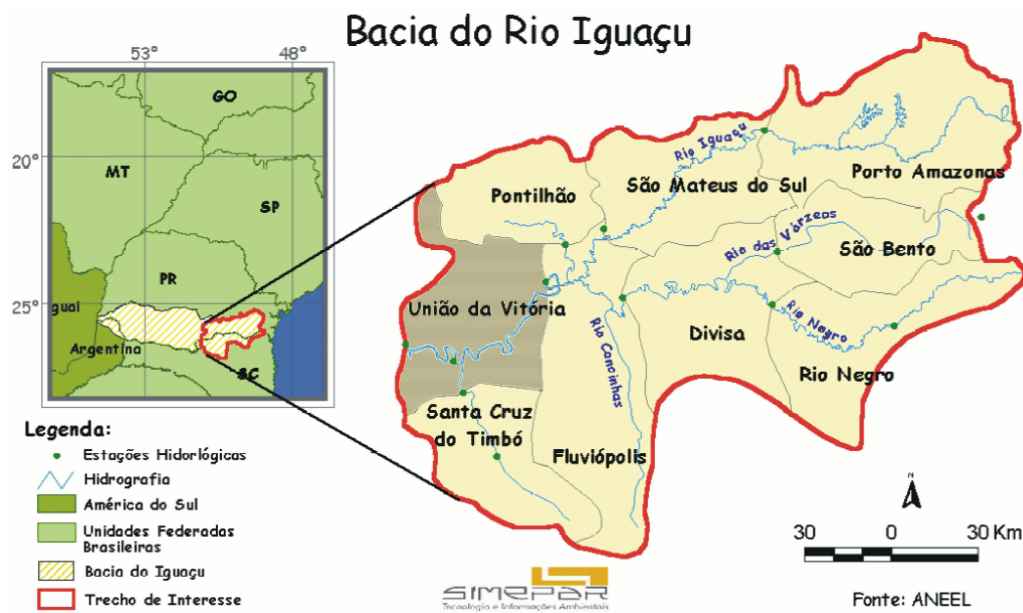 Bacia do Rio Iguaçu
53°
48°
GO
20°
MT
SP
PR
25°
guai
Argentina
SC
Rio Iguaçu
São Mateus do Sul
Porto Amazonas
Pontilhão
Rio das Várzeas
São Bento
União da Vitória
Rio Canoinhas
Divisa
Rio Negro
Rio Negro
Santa Cruz
do Timbó
Fluviópolis
Legenda:
Estações Hidorlógicas
Hidrografia
América do Sul
Unidades Federadas
Brasileiras
Bacia do Iguaçu
Trecho de Interesse
N
30 0 30 Km
SIMEPAR
Tecnologia e Informações Ambientais
Fonte: ANEEL